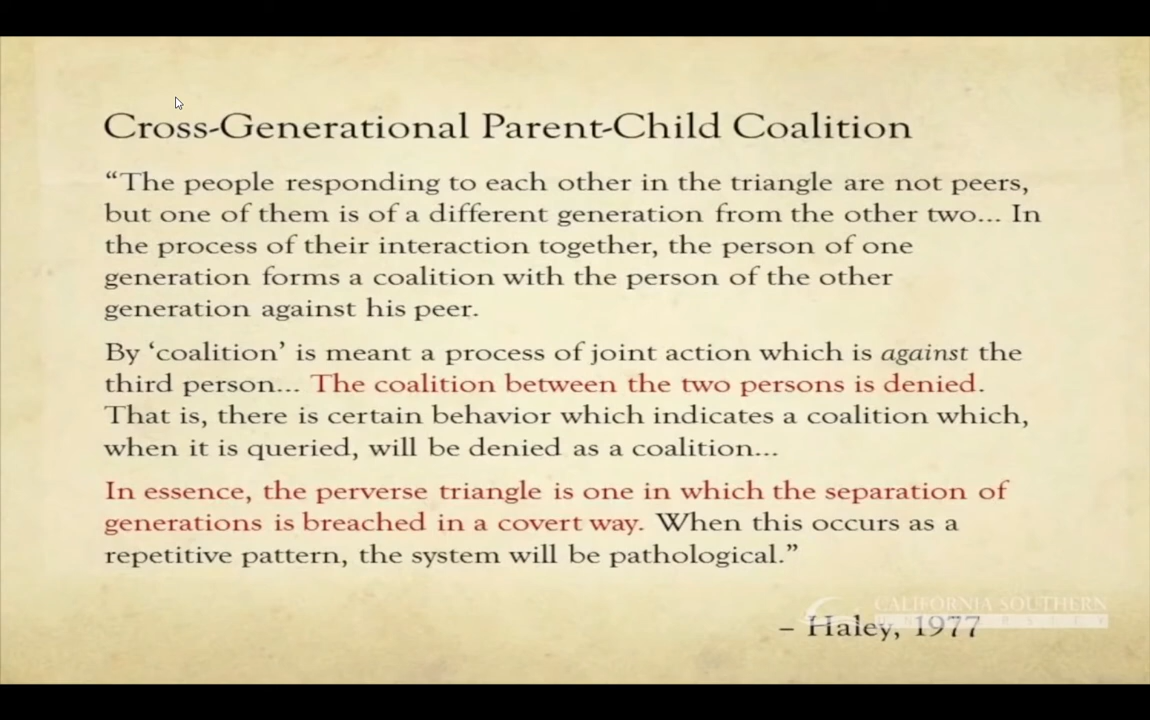 Cross-Generational Parent-Child Coalition
“The people responding to each other in the triangle are not peers,
but one of them is of a different generation from the other two... In
the process of their interaction together, the person of one
generation forms a coalition with the person of the other
generation against his peer.
By ‘coalition’ is meant a process of joint action which is against the
third person... The coalition between the two persons is denied.
That is, there is certain behavior which indicates a coalition which,
when it is queried, will be denied as a coalition...
In essence, the perverse triangle is one in which the separation of
generations is breached in a covert way. When this occurs as a
repetitive pattern, the system will be pathological.”
CALIFORNIA SOUTHERN
UNIVERSITY
– Haley, 1977